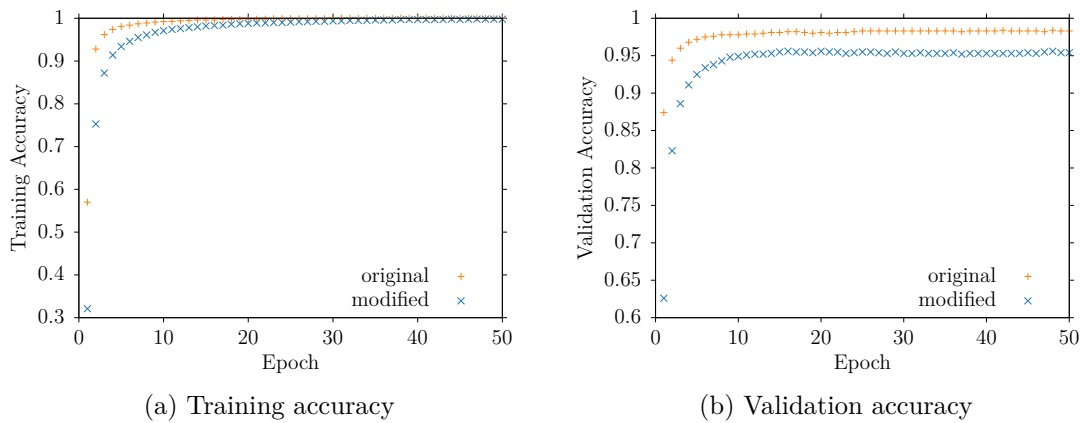 1
0.9
0.8
0.7
0.6
0.5
0.4
0.3
0 10 20 30 40 50
Training Accuracy
Epoch
original
modified
(a) Training accuracy
1
0.95
0.9
0.85
0.8
0.75
0.7
0.65
0.6
0 10 20 30 40 50
Validation Accuracy
Epoch
original
modified
(b) Validation accuracy